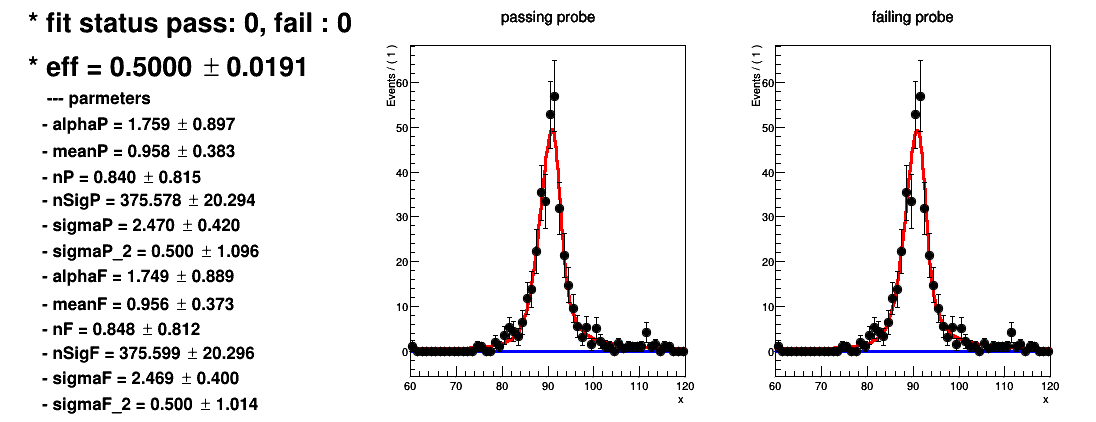 * fit status pass: 0, fail : 0
* eff = 0.5000 ± 0.0191
--- parmeters
- alphaP = 1.759 ± 0.897
- meanP = 0.958 ± 0.383
- nP = 0.840 ± 0.815
- nSigP = 375.578 ± 20.294
- sigmaP = 2.470 ± 0.420
- sigmaP_2 = 0.500 ± 1.096
- alphaF = 1.749 ± 0.889
- meanF = 0.956 ± 0.373
- nF = 0.848 ± 0.812
- nSigF = 375.599 ± 20.296
- sigmaF = 2.469 ± 0.400
- sigmaF_2 = 0.500 ± 1.014
passing probe
Events / ( 1 )
60
50
40
30
20
10
0
60 70 80 90 100 110 120
x
failing probe
Events / ( 1 )
60
50
40
30
20
10
0
60 70 80 90 100 110 120
x